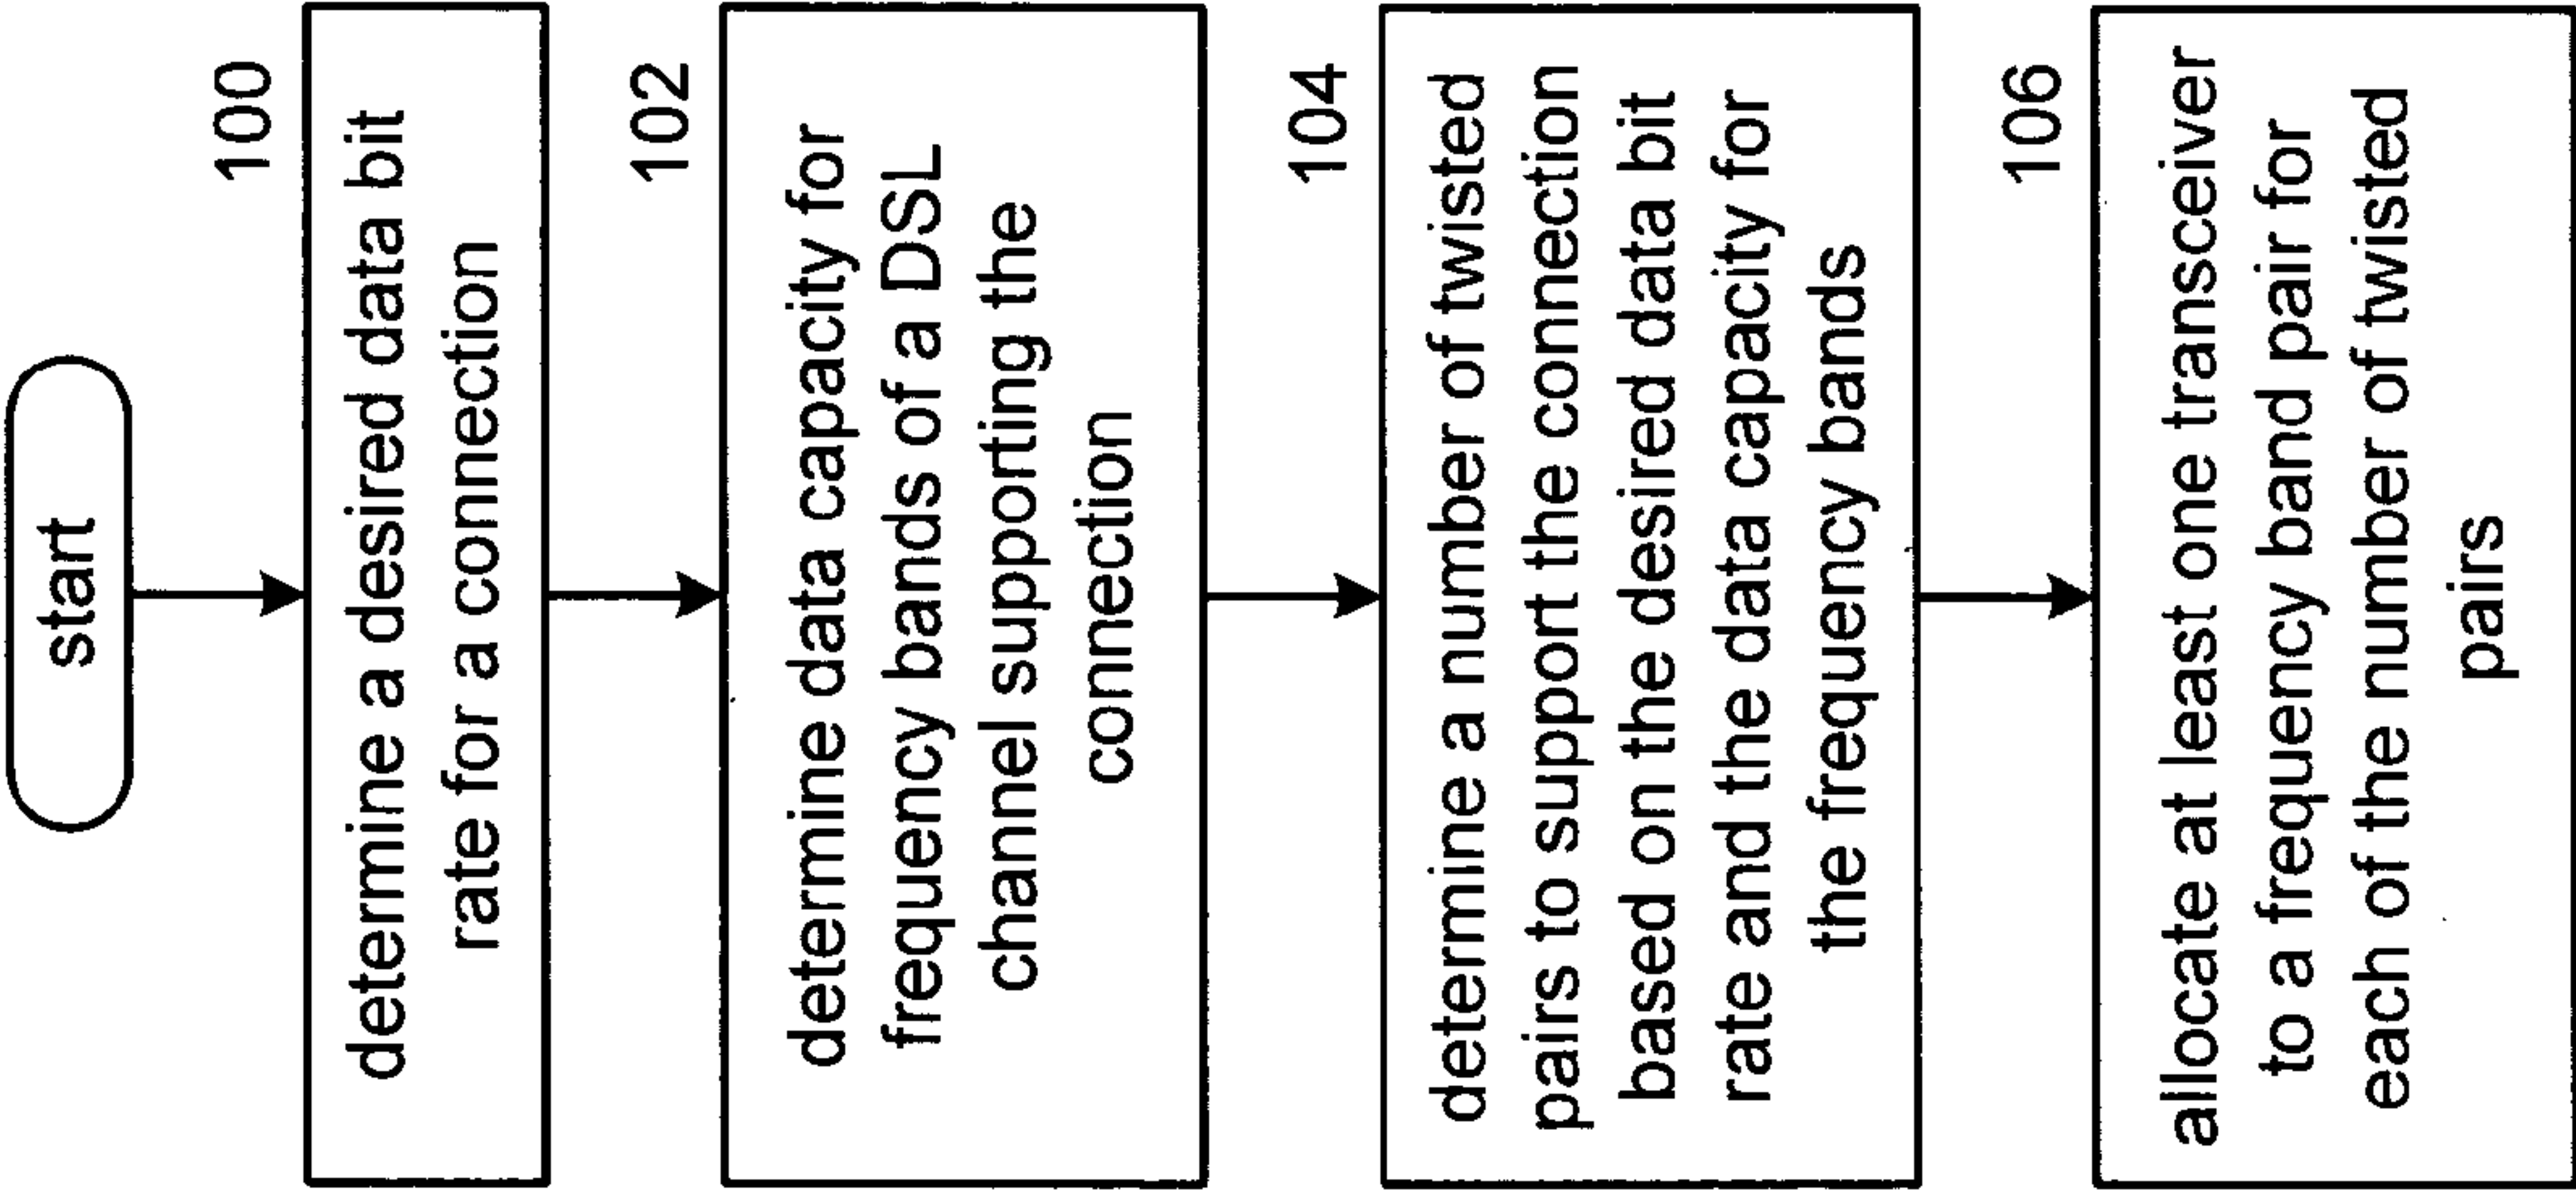 start
100
determine a desired data bit
rate for a connection
102
determine data capacity for
frequency bands of a DSL
channel supporting the
connection
104
determine a number of twisted
pairs to support the connection
based on the desired data bit
rate and the data capacity for
the frequency bands
106
allocate at least one transceiver
to a frequency band pair for
each of the number of twisted
pairs